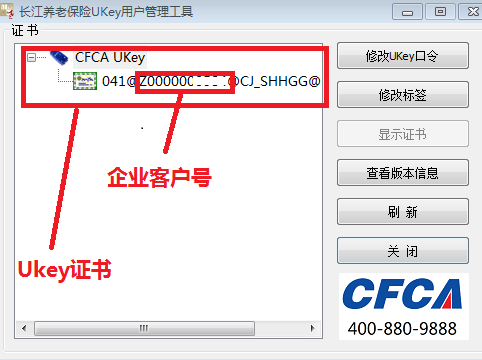 长江养老保险UKey用户管理工具
证书
CFCA UKey
041@Z000000 @CJ_SHHGG@
企业客户号
Ukey证书
修改UKey口令
修改标签
显示证书
查看版本信息
刷 新
关 闭
CFCA
400-880-9888